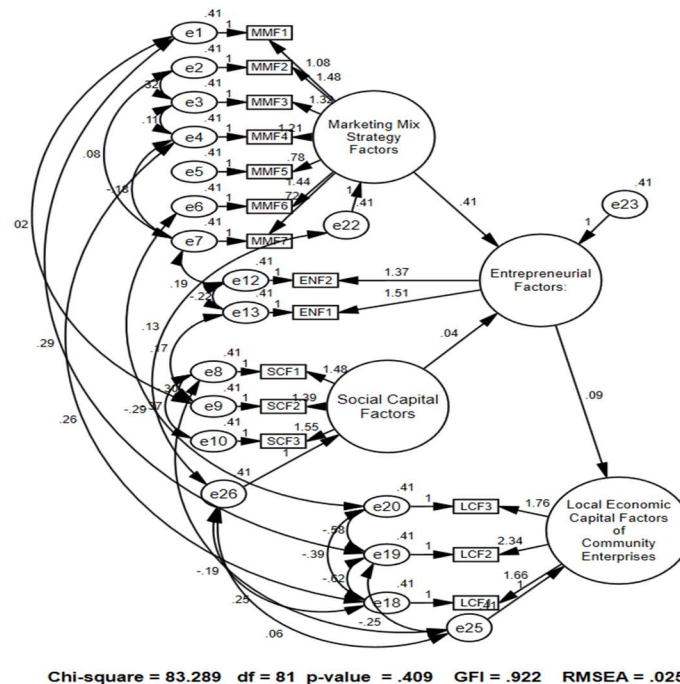 .41
e1
1
MMF1
.41
e2
1
MMF2
1.08
1.48
.32
.41
e3
1
MMF3
1.32
.11
.41
e4
1
MMF4
1.21
Marketing Mix
Strategy
Factors
.08
.41
e5
1
MMF5
.78
-.18
.41
e6
1
MMF6
1.44
.72
.41
e7
1
MMF7
1
.41
e22
.41
.41
e23
1
02
.19
.41
e12
1
ENF2
1.37
Entrepreneurial
Factors:
-.22
.41
e13
1
ENF1
1.51
.13
.17
.04
.29
.41
e8
1
SCF1
1.48
.30
.41
e9
1
SCF2
1.39
Social Capital
Factors
.09
.26
-.29
.37
.41
e10
1
SCF3
1.55
1
.41
e26
.41
e20
1
LCF3
1.76
Local Economic
Capital Factors
of
Community
Enterprises
-.58
-.39
.41
e19
1
LCF2
2.34
-.62
-.19
.41
e18
1
LCF1
1.66
1
.41
.25
-.25
e25
.06
Chi-square = 83.289 df = 81 p-value = .409 GFI = .922 RMSEA = .025